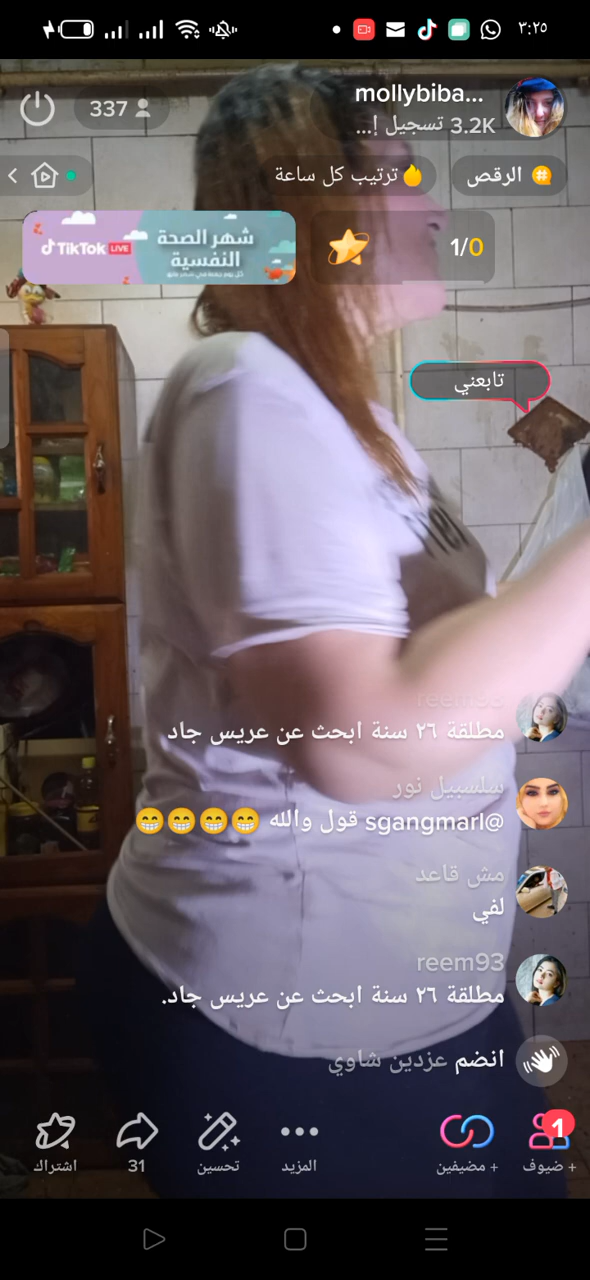 ٣:٢٥
mollybiba...
3.2K تسجيل إ...
337
الرقص
ترتيب كل ساعة
1/0
شهر الصحة
النفسية
TikTok LIVE
تابعني
reem93
مطلقة ٢٦ سنة ابحث عن عريس جاد
سلسبيل نور
@sgangmarl قول والله 😁😁😁😁
مش قاعد
لفي
reem93
مطلقة ٢٦ سنة ابحث عن عريس جاد.
انضم عزدين شاوي
1
+ ضيوف
+ مضيفين
المزيد
تحسين
31
اشتراك